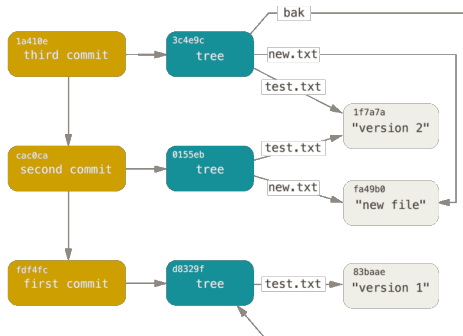 bak
1a410e
third commit
3c4e9c
tree
new.txt
test.txt
1f7a7a
"version 2"
cac0ca
second commit
0155eb
tree
test.txt
new.txt
fa49b0
"new file"
fdf4fc
first commit
d8329f
tree
test.txt
83baae
"version 1"